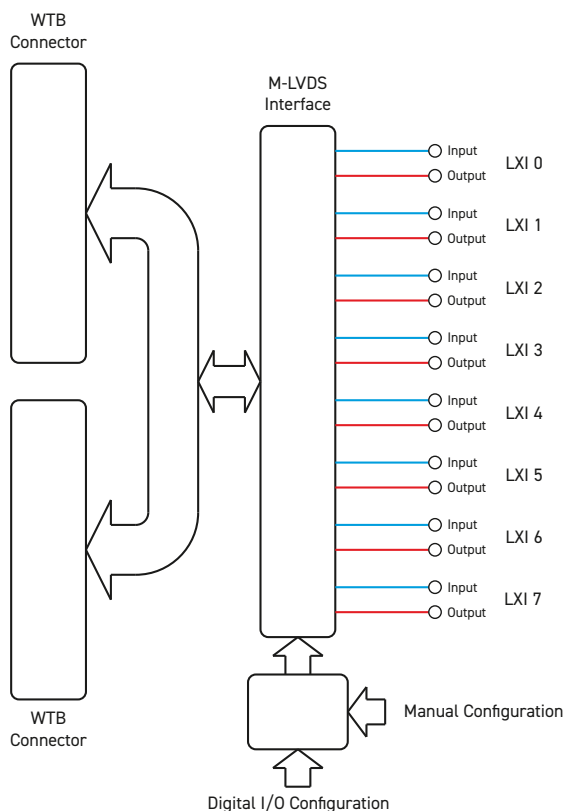 WTB
Connector
M-LVDS
Interface
Input
LXI 0
Output
Input
LXI 1
Output
Input
LXI 2
Output
Input
LXI 3
Output
Input
LXI 4
Output
Input
LXI 5
Output
Input
LXI 6
Output
Input
LXI 7
Output
WTB
Connector
Manual Configuration
Digital I/O Configuration